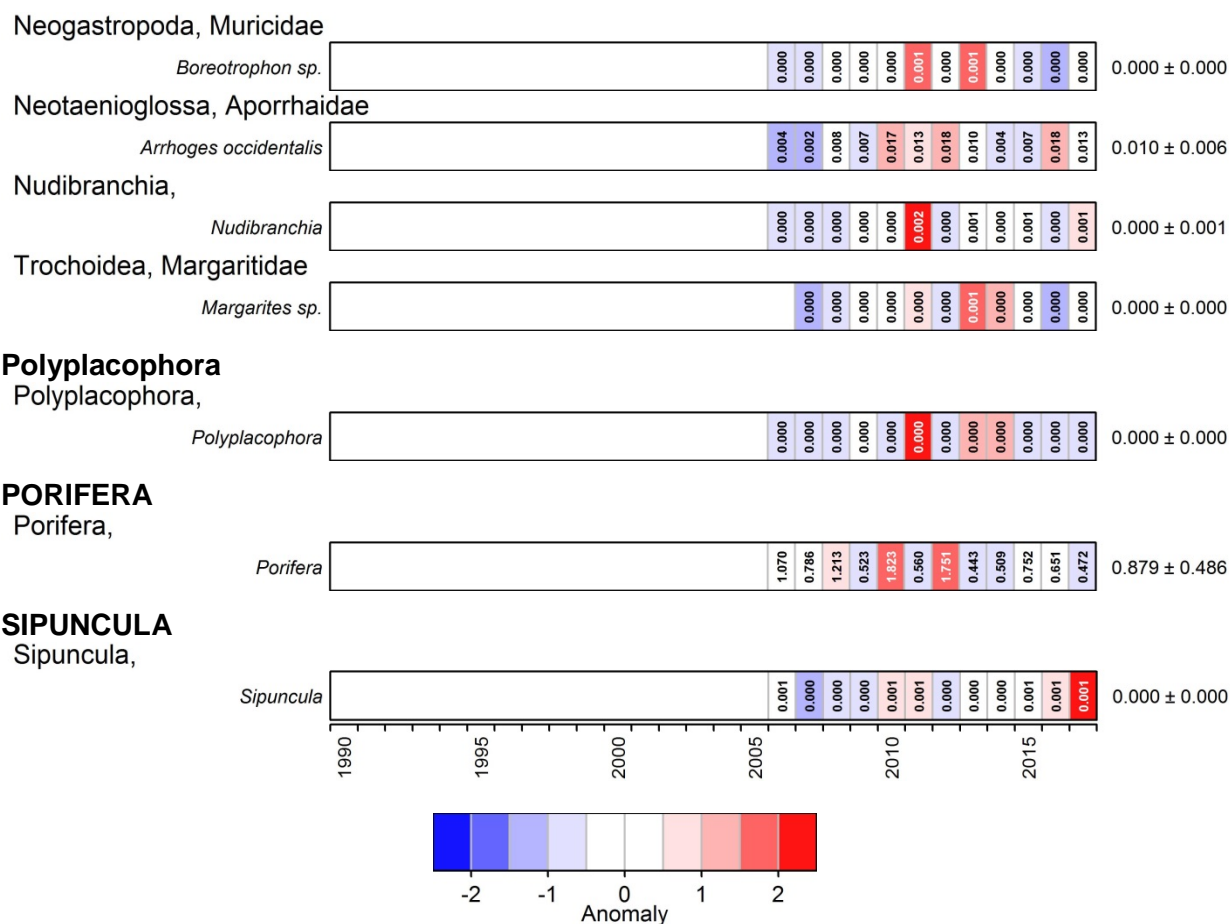 Neogastropoda, Muricidae
Boreotrophon sp. 0.000 0.000 0.000 0.000 0.000 0.001 0.000 0.001 0.000 0.000 0.000 0.000 0.000 ± 0.000
Neotaenioglossa, Aporrhaidae
Arrhoges occidentalis 0.004 0.002 0.008 0.007 0.017 0.013 0.018 0.010 0.004 0.007 0.018 0.013 0.010 ± 0.006
Nudibranchia,
Nudibranchia 0.000 0.000 0.000 0.000 0.000 0.002 0.000 0.001 0.000 0.001 0.000 0.001 0.000 ± 0.001
Trochoidea, Margaritidae
Margarites sp. 0.000 0.000 0.000 0.000 0.000 0.000 0.001 0.000 0.000 0.000 0.000 0.000 ± 0.000
Polyplacophora
Polyplacophora,
Polyplacophora 0.000 0.000 0.000 0.000 0.000 0.000 0.000 0.000 0.000 0.000 0.000 0.000 0.000 ± 0.000
PORIFERA
Porifera,
Porifera 1.070 0.786 1.213 0.523 1.823 0.560 1.751 0.443 0.509 0.752 0.651 0.472 0.879 ± 0.486
SIPUNCULA
Sipuncula,
Sipuncula 0.001 0.000 0.000 0.000 0.001 0.001 0.000 0.000 0.000 0.001 0.001 0.001 0.000 ± 0.000
1990 1995 2000 2005 2010 2015
-2 -1 0 1 2
Anomaly